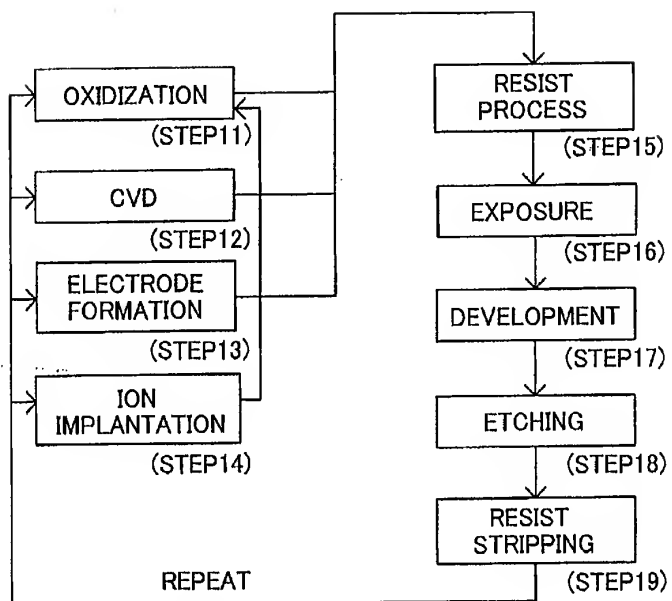 OXIDIZATION
(STEP11)
CVD
(STEP12)
ELECTRODE
FORMATION
(STEP13)
ION
IMPLANTATION
(STEP14)
REPEAT
RESIST
PROCESS
(STEP15)
EXPOSURE
(STEP16)
DEVELOPMENT
(STEP17)
ETCHING
(STEP18)
RESIST
STRIPPING
(STEP19)